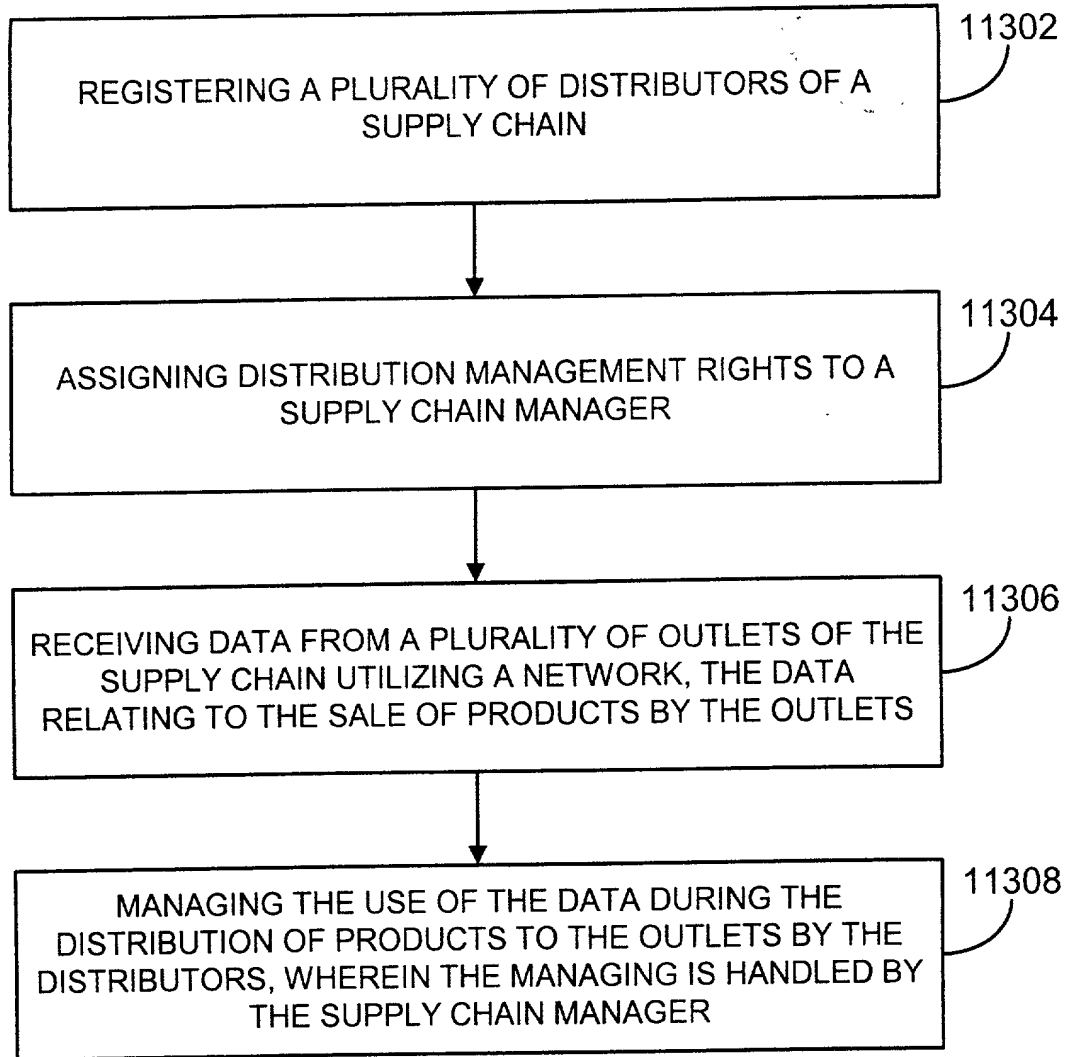 11302
REGISTERING A PLURALITY OF DISTRIBUTORS OF A
SUPPLY CHAIN
11304
ASSIGNING DISTRIBUTION MANAGEMENT RIGHTS TO A
SUPPLY CHAIN MANAGER
11306
RECEIVING DATA FROM A PLURALITY OF OUTLETS OF THE
SUPPLY CHAIN UTILIZING A NETWORK, THE DATA
RELATING TO THE SALE OF PRODUCTS BY THE OUTLETS
11308
MANAGING THE USE OF THE DATA DURING THE
DISTRIBUTION OF PRODUCTS TO THE OUTLETS BY THE
DISTRIBUTORS, WHEREIN THE MANAGING IS HANDLED BY
THE SUPPLY CHAIN MANAGER